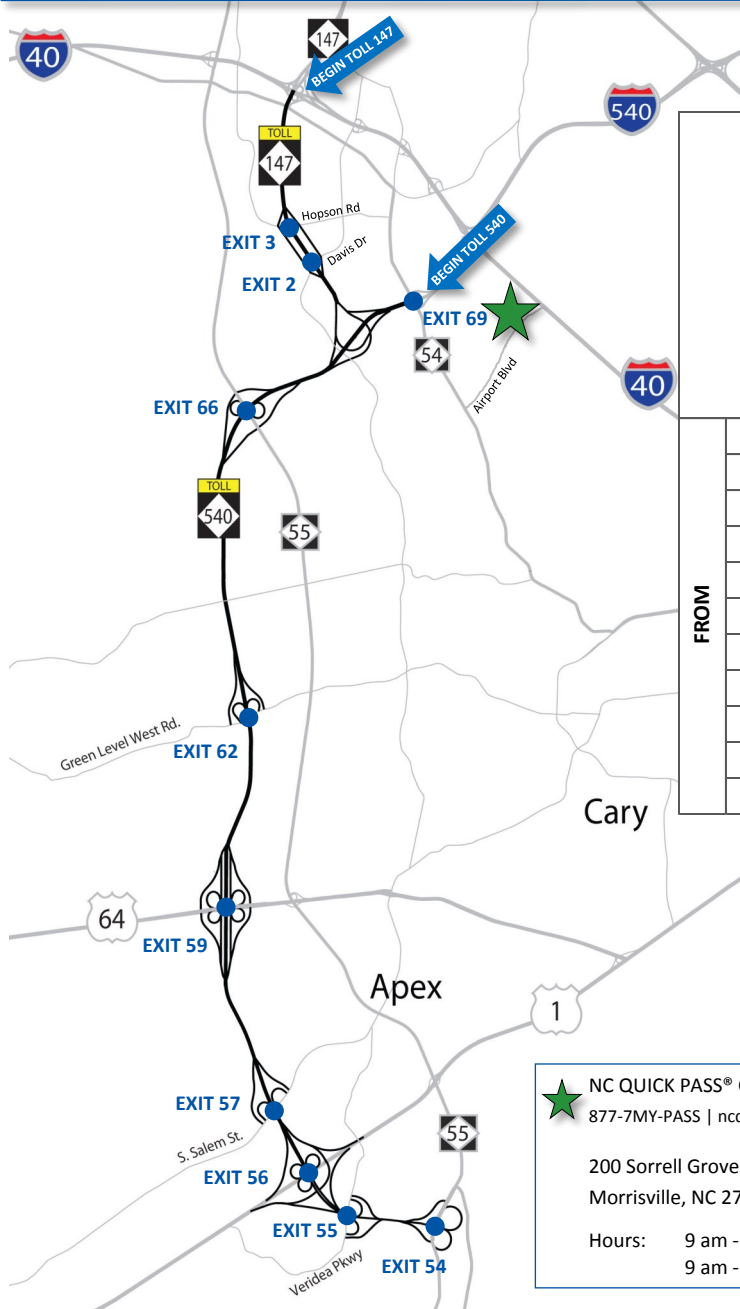 147
BEGIN TOLL 147
40
540
TOLL
147
Hopson Rd
EXIT 3
Davis Dr
EXIT 2
BEGIN TOLL 540
EXIT 69
54
Airport Blvd
40
EXIT 66
TOLL
540
55
FROM
Green Level West Rd.
EXIT 62
Cary
64
EXIT 59
Apex
1
EXIT 57
S. Salem St.
55
EXIT 56
EXIT 55
EXIT 54
Veridea Pkwy
NC QUICK PASS®
877-7MY-PASS |
200 Sorrell Grove
Morrisville, NC 27
Hours: 9 am -
9 am -